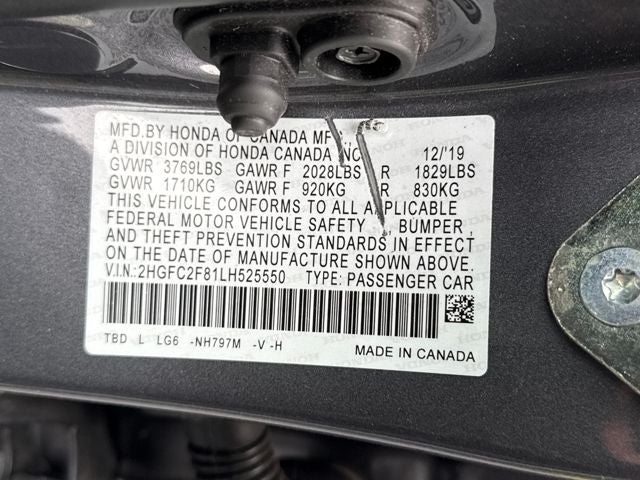 MFD.BY HONDA OF CANADA MFG.
A DIVISION OF HONDA CANADA INC. 12/'19
GVWR 3769LBS GAWR F 2028LBS R 1829LBS
GVWR 1710KG GAWR F 920KG R 830KG
THIS VEHICLE CONFORMS TO ALL APPLICABLE
FEDERAL MOTOR VEHICLE SAFETY , BUMPER,
AND THEFT PREVENTION STANDARDS IN EFFECT
ON THE DATE OF MANUFACTURE SHOWN ABOVE.
V.I.N.:2HGFC2F81LH525550 TYPE: PASSENGER CAR
TBD L LG6 -NH797M -V -H
MADE IN CANADA